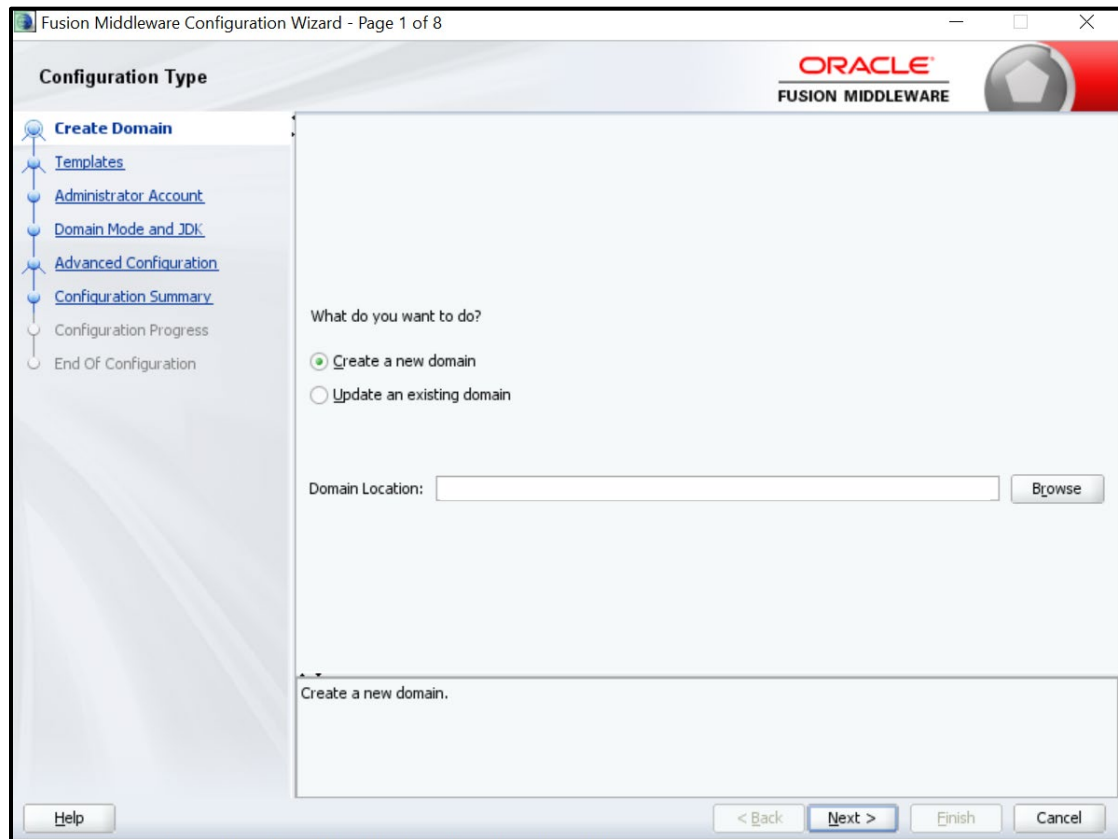 Fusion Middleware Configuration Wizard - Page 1 of 8
Configuration Type
ORACLE
FUSION MIDDLEWARE
Create Domain
Templates
Administrator Account
Domain Mode and JDK
Advanced Configuration
Configuration Summary
Configuration Progress
End Of Configuration
What do you want to do?
Create a new domain
Update an existing domain
Domain Location:
Browse
Create a new domain.
Help
< Back
Next >
Finish
Cancel